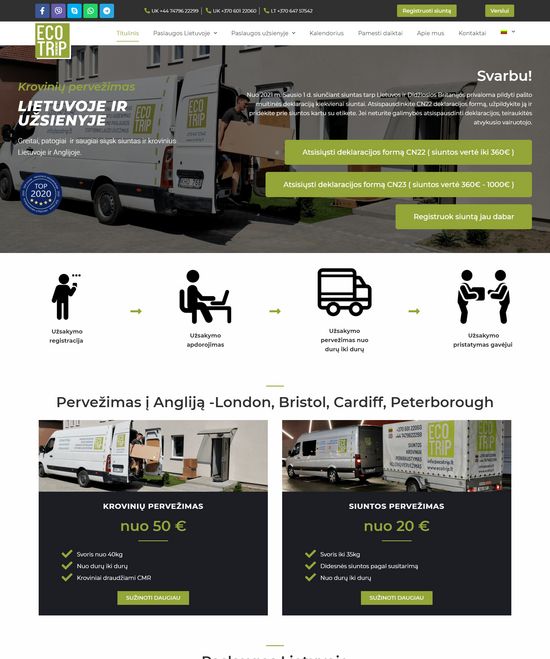 UK +44 74796 22299
UK +370 601 22060
LT +370 647 57542
Registruoti siuntą
Verslui
ECO TRIP
Titulinis
Paslaugos Lietuvoje
Paslaugos užsienyje
Kalendorius
Pamesti daiktai
Apie mus
Kontaktai
Krovinių pervežimas
LIETUVOJE IR
UŽSIENYJE
Greitai, patogiai ir saugiai siųsk siuntas ir krovinius
Lietuvoje ir Anglijoje.
TOP
2020
Svarbu!
Nuo 2021 m. Sausio 1 d. siunčiant siuntas tarp Lietuvos ir Didžiosios Britanijos privaloma pildyti pašto
muitinės deklaraciją kiekvienai siuntai. Atsispausdinkite CN22 deklaracijos formą, užpildykite ją ir
pridėkite prie siuntos kartu su etikete. Jei neturite galimybės atsispausdinti deklaracijos, teiraukitės
atvykusio vairuotojo.
Atsisiųsti deklaracijos formą CN22 ( siuntos vertė iki 360€ )
Atsisiųsti deklaracijos formą CN23 ( siuntos vertė 360€ - 1000€ )
Registruok siuntą jau dabar
Užsakymo
registracija
Užsakymo
apdorojimas
Užsakymo
pervežimas nuo
durų iki durų
Užsakymo
pristatymas gavėjui
Pervežimas į Angliją -London, Bristol, Cardiff, Peterborough
KROVINIŲ PERVEŽIMAS
nuo 50 €
Svoris nuo 40kg
Nuo durų iki durų
Kroviniai draudžiami CMR
SUŽINOTI DAUGIAU
ECO TRIP
SIUNTOS PERVEŽIMAS
nuo 20 €
Svoris iki 35kg
Didesnės siuntos pagal susitarimą
Nuo durų iki durų
SUŽINOTI DAUGIAU